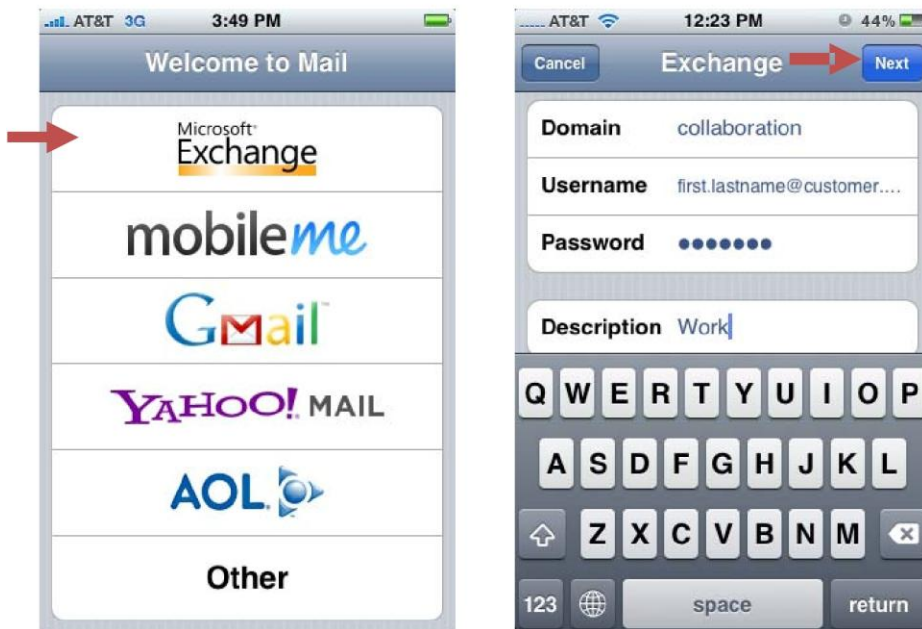 AT&T 3G 3:49 PM
Welcome to Mail
Microsoft
Exchange
mobileme
Gmail™
YAHOO! MAIL
AOL
Other
AT&T 12:23 PM 44%
Cancel Exchange Next
Domain collaboration
Username first.lastname@customer....
Password ●●●●●●●
Description Work
Q W E R T Y U I O P
A S D F G H J K L
Z X C V B N M
123 space return